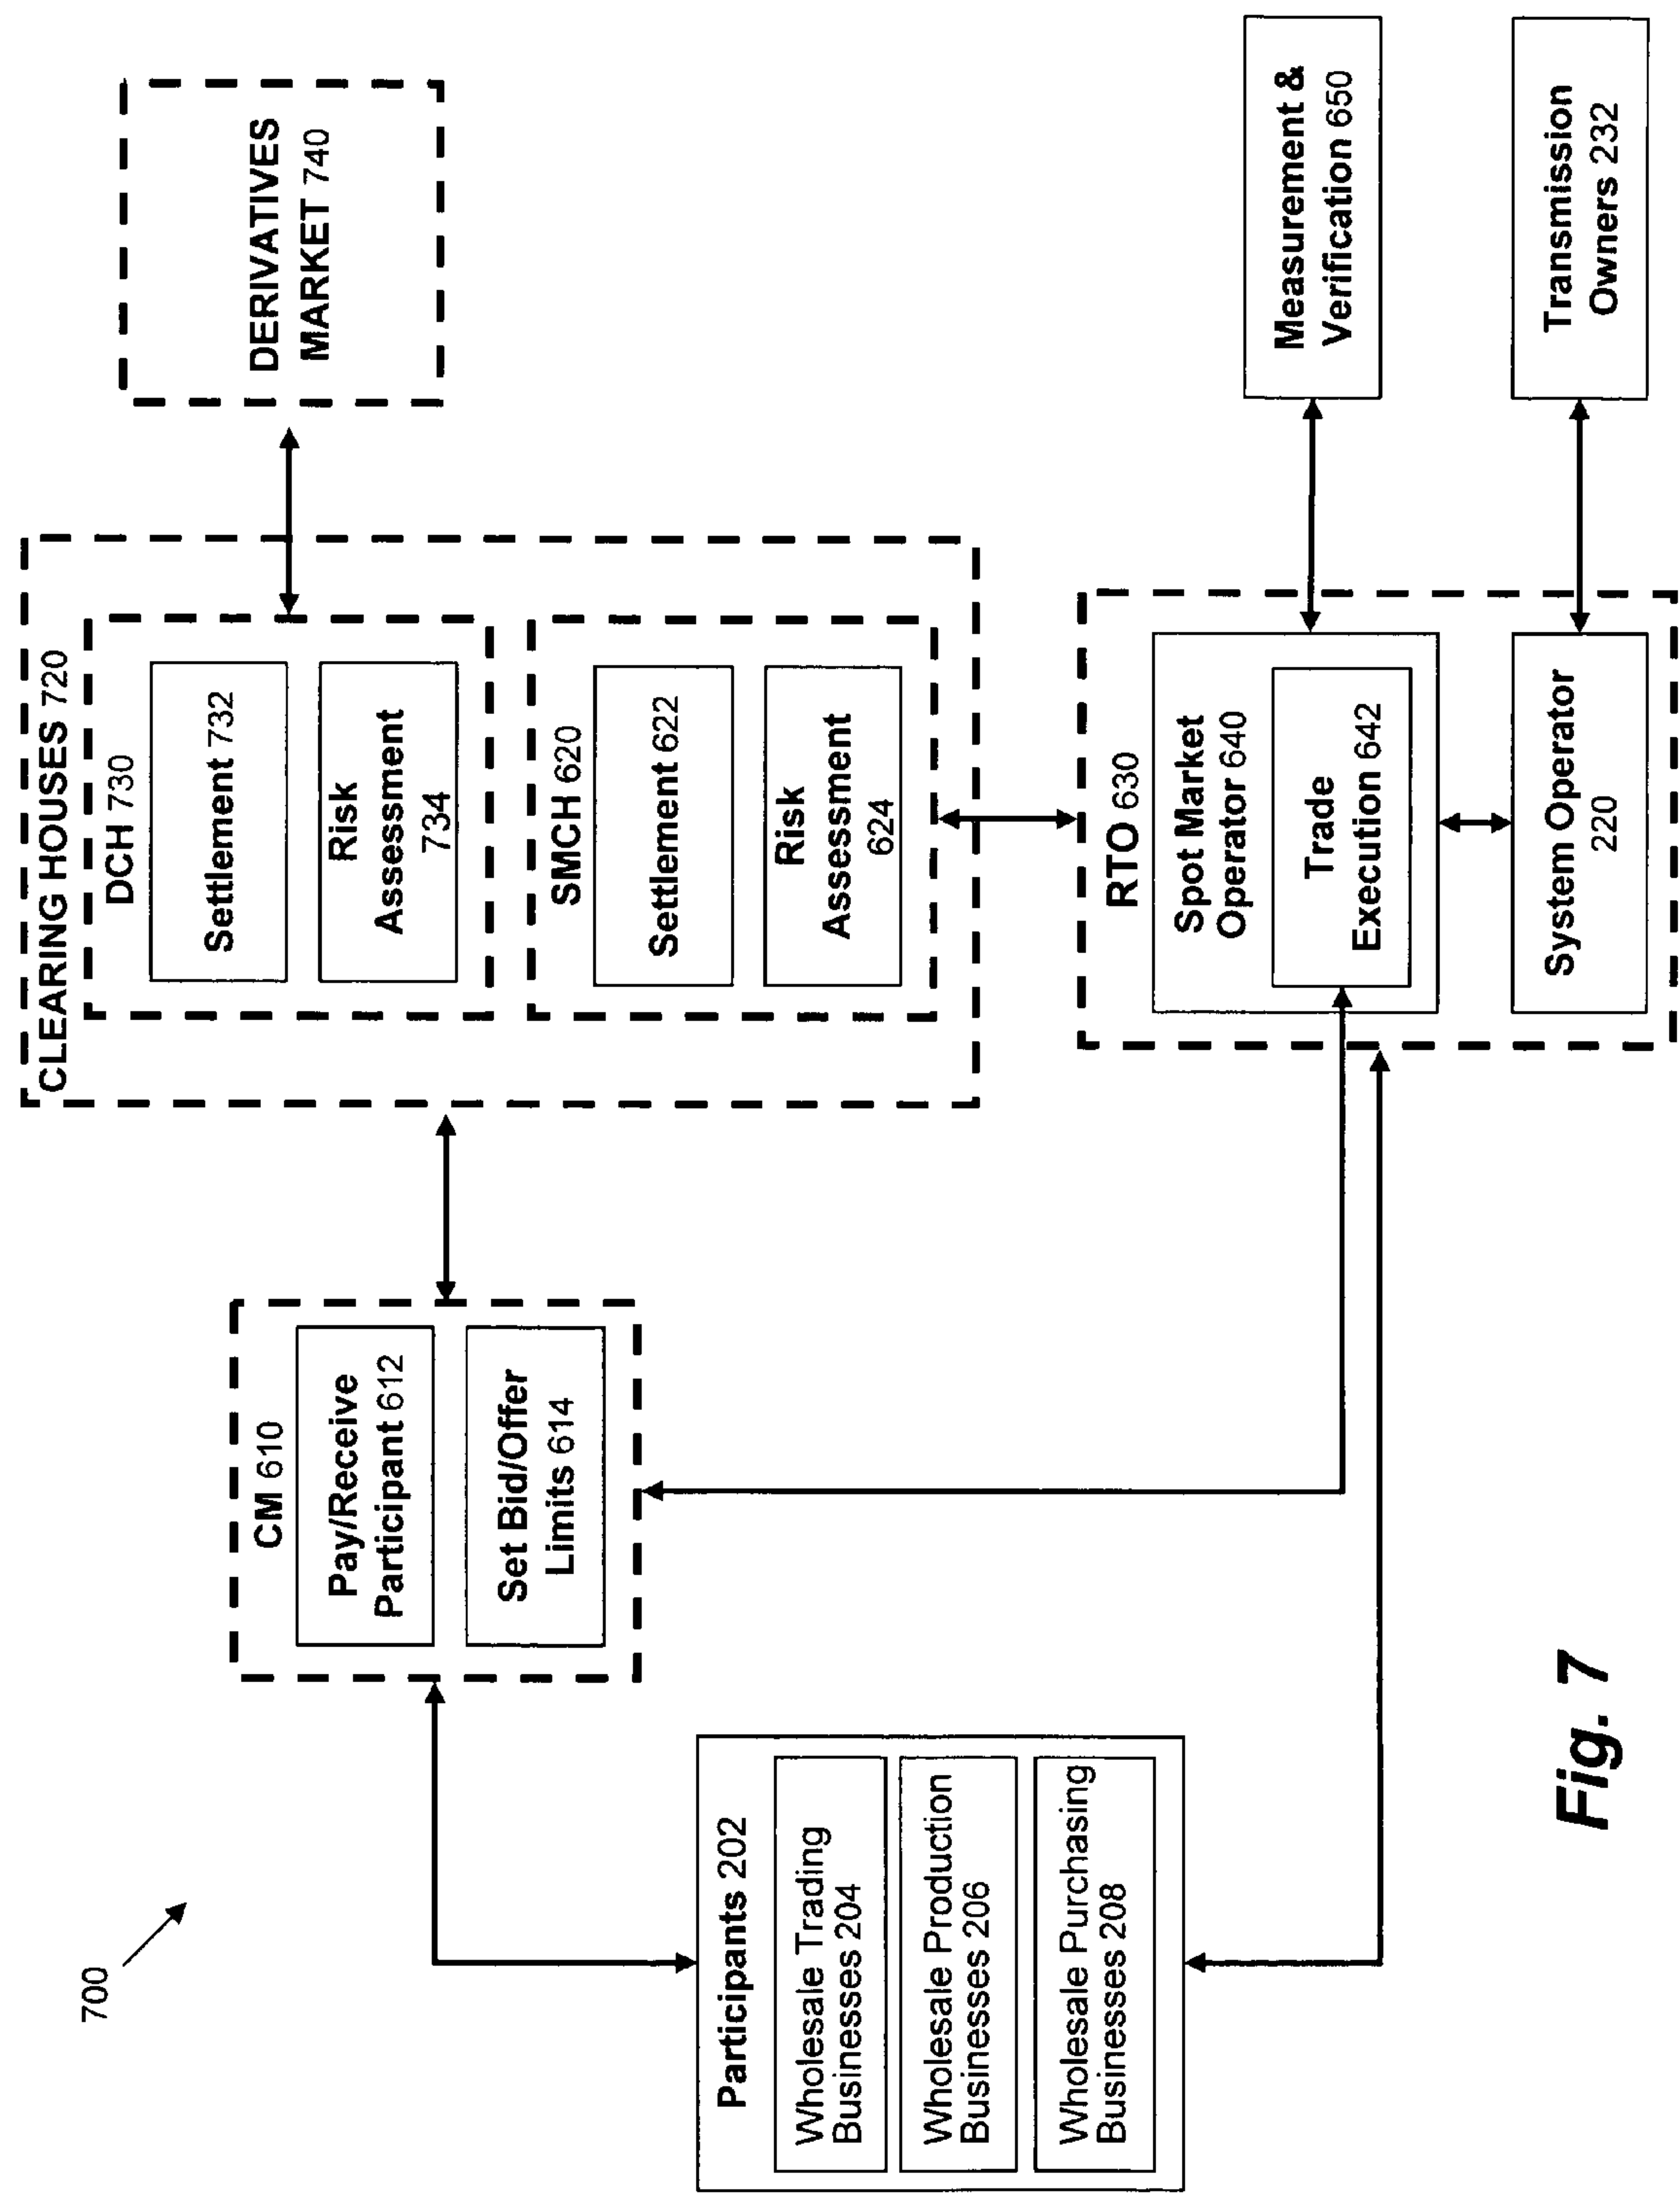 700
Participants 202
Wholesale Trading
Businesses 204
Wholesale Production
Businesses 206
Wholesale Purchasing
Businesses 208
CM 610
Pay/Receive
Participant 612
Set Bid/Offer
Limits 614
CLEARING HOUSES 720
DCH 730
Settlement 732
Risk
Assessment
734
SMCH 620
Settlement 622
Risk
Assessment
624
DERIVATIVES
MARKET 740
RTO 630
Spot Market
Operator 640
Trade
Execution 642
System Operator
220
Measurement &
Verification 650
Transmission
Owners 232
Fig. 7